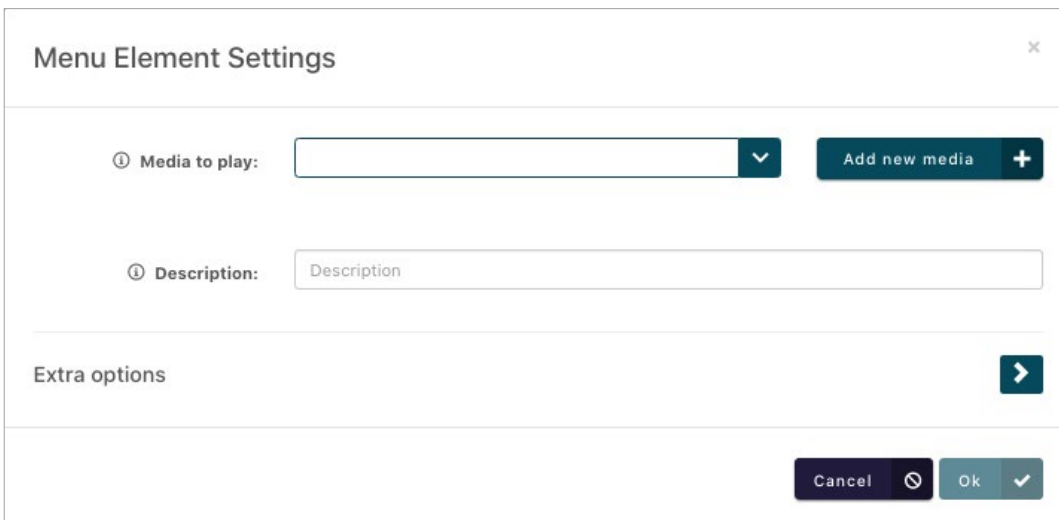 Menu Element Settings
Media to play:
Add new media
Description:
Description
Extra options
Cancel
Ok